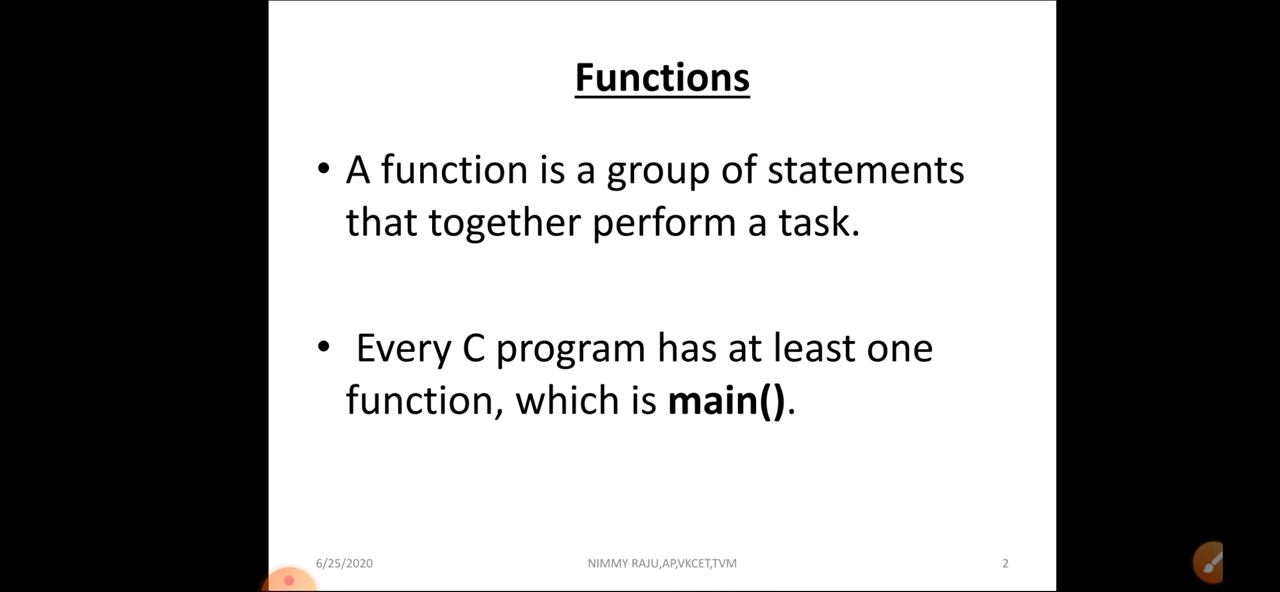 Functions
• A function is a group of statements
that together perform a task.
• Every C program has at least one
function, which is main().
6/25/2020
NIMMY RAJU,AP,VKCET,TVM
2